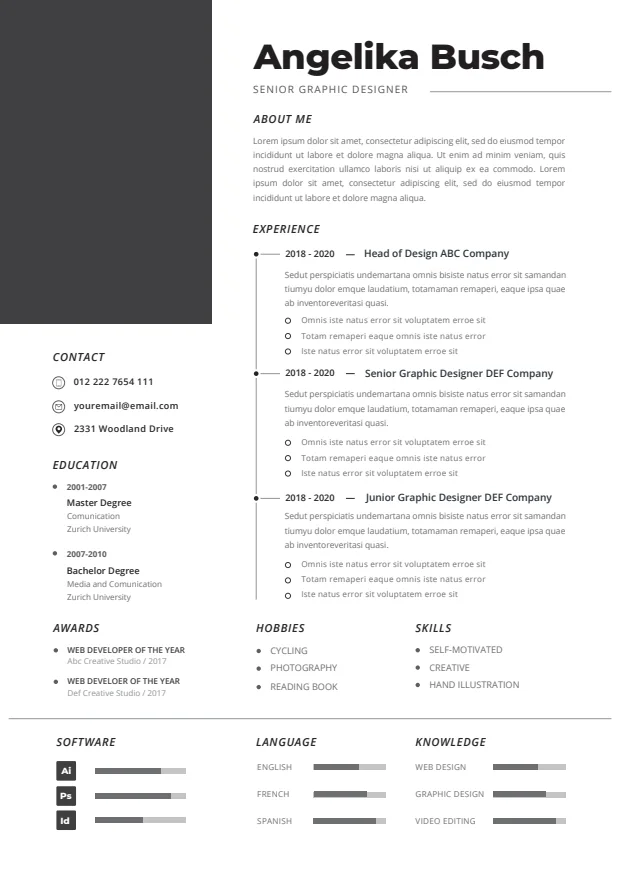 Angelika Busch
SENIOR GRAPHIC DESIGNER
ABOUT ME
Lorem ipsum dolor sit amet, consectetur adipiscing elit, sed do eiusmod tempor
incididunt ut labore et dolore magna aliqua. Ut enim ad minim veniam, quis
nostrud exercitation ullamco laboris nisi ut aliquip ex ea commodo. Lorem
ipsum dolor sit amet, consectetur adipiscing elit, sed do eiusmod tempor
incididunt ut labore et dolore magna aliqua.
EXPERIENCE
2018 - 2020 — Head of Design ABC Company
Sedut perspiciatis undemartana omnis bisiste natus error sit samandan
tiumyu dolor emque laudatium, totamaman remaperi, eaque ipsa quae
ab inventoreveritasi quasi.
Omnis iste natus error sit voluptatem erroe sit
Totam remaperi eaque omnis iste natus error
Iste natus error sit voluptatem erroe sit
2018 - 2020 — Senior Graphic Designer DEF Company
Sedut perspiciatis undemartana omnis bisiste natus error sit samandan
tiumyu dolor emque laudatium, totamaman remaperi, eaque ipsa quae
ab inventoreveritasi quasi.
Omnis iste natus error sit voluptatem erroe sit
Totam remaperi eaque omnis iste natus error
Iste natus error sit voluptatem erroe sit
2018 - 2020 — Junior Graphic Designer DEF Company
Sedut perspiciatis undemartana omnis bisiste natus error sit samandan
tiumyu dolor emque laudatium, totamaman remaperi, eaque ipsa quae
ab inventoreveritasi quasi.
Omnis iste natus error sit voluptatem erroe sit
Totam remaperi eaque omnis iste natus error
Iste natus error sit voluptatem erroe sit
CONTACT
012 222 7654 111
youremail@email.com
2331 Woodland Drive
EDUCATION
2001-2007
Master Degree
Comunication
Zurich University
2007-2010
Bachelor Degree
Media and Comunication
Zurich University
AWARDS
WEB DEVELOPER OF THE YEAR
Abc Creative Studio / 2017
WEB DEVELOER OF THE YEAR
Def Creative Studio / 2017
HOBBIES
CYCLING
PHOTOGRAPHY
READING BOOK
SKILLS
SELF-MOTIVATED
CREATIVE
HAND ILLUSTRATION
SOFTWARE
Ai
Ps
Id
LANGUAGE
ENGLISH
FRENCH
SPANISH
KNOWLEDGE
WEB DESIGN
GRAPHIC DESIGN
VIDEO EDITING